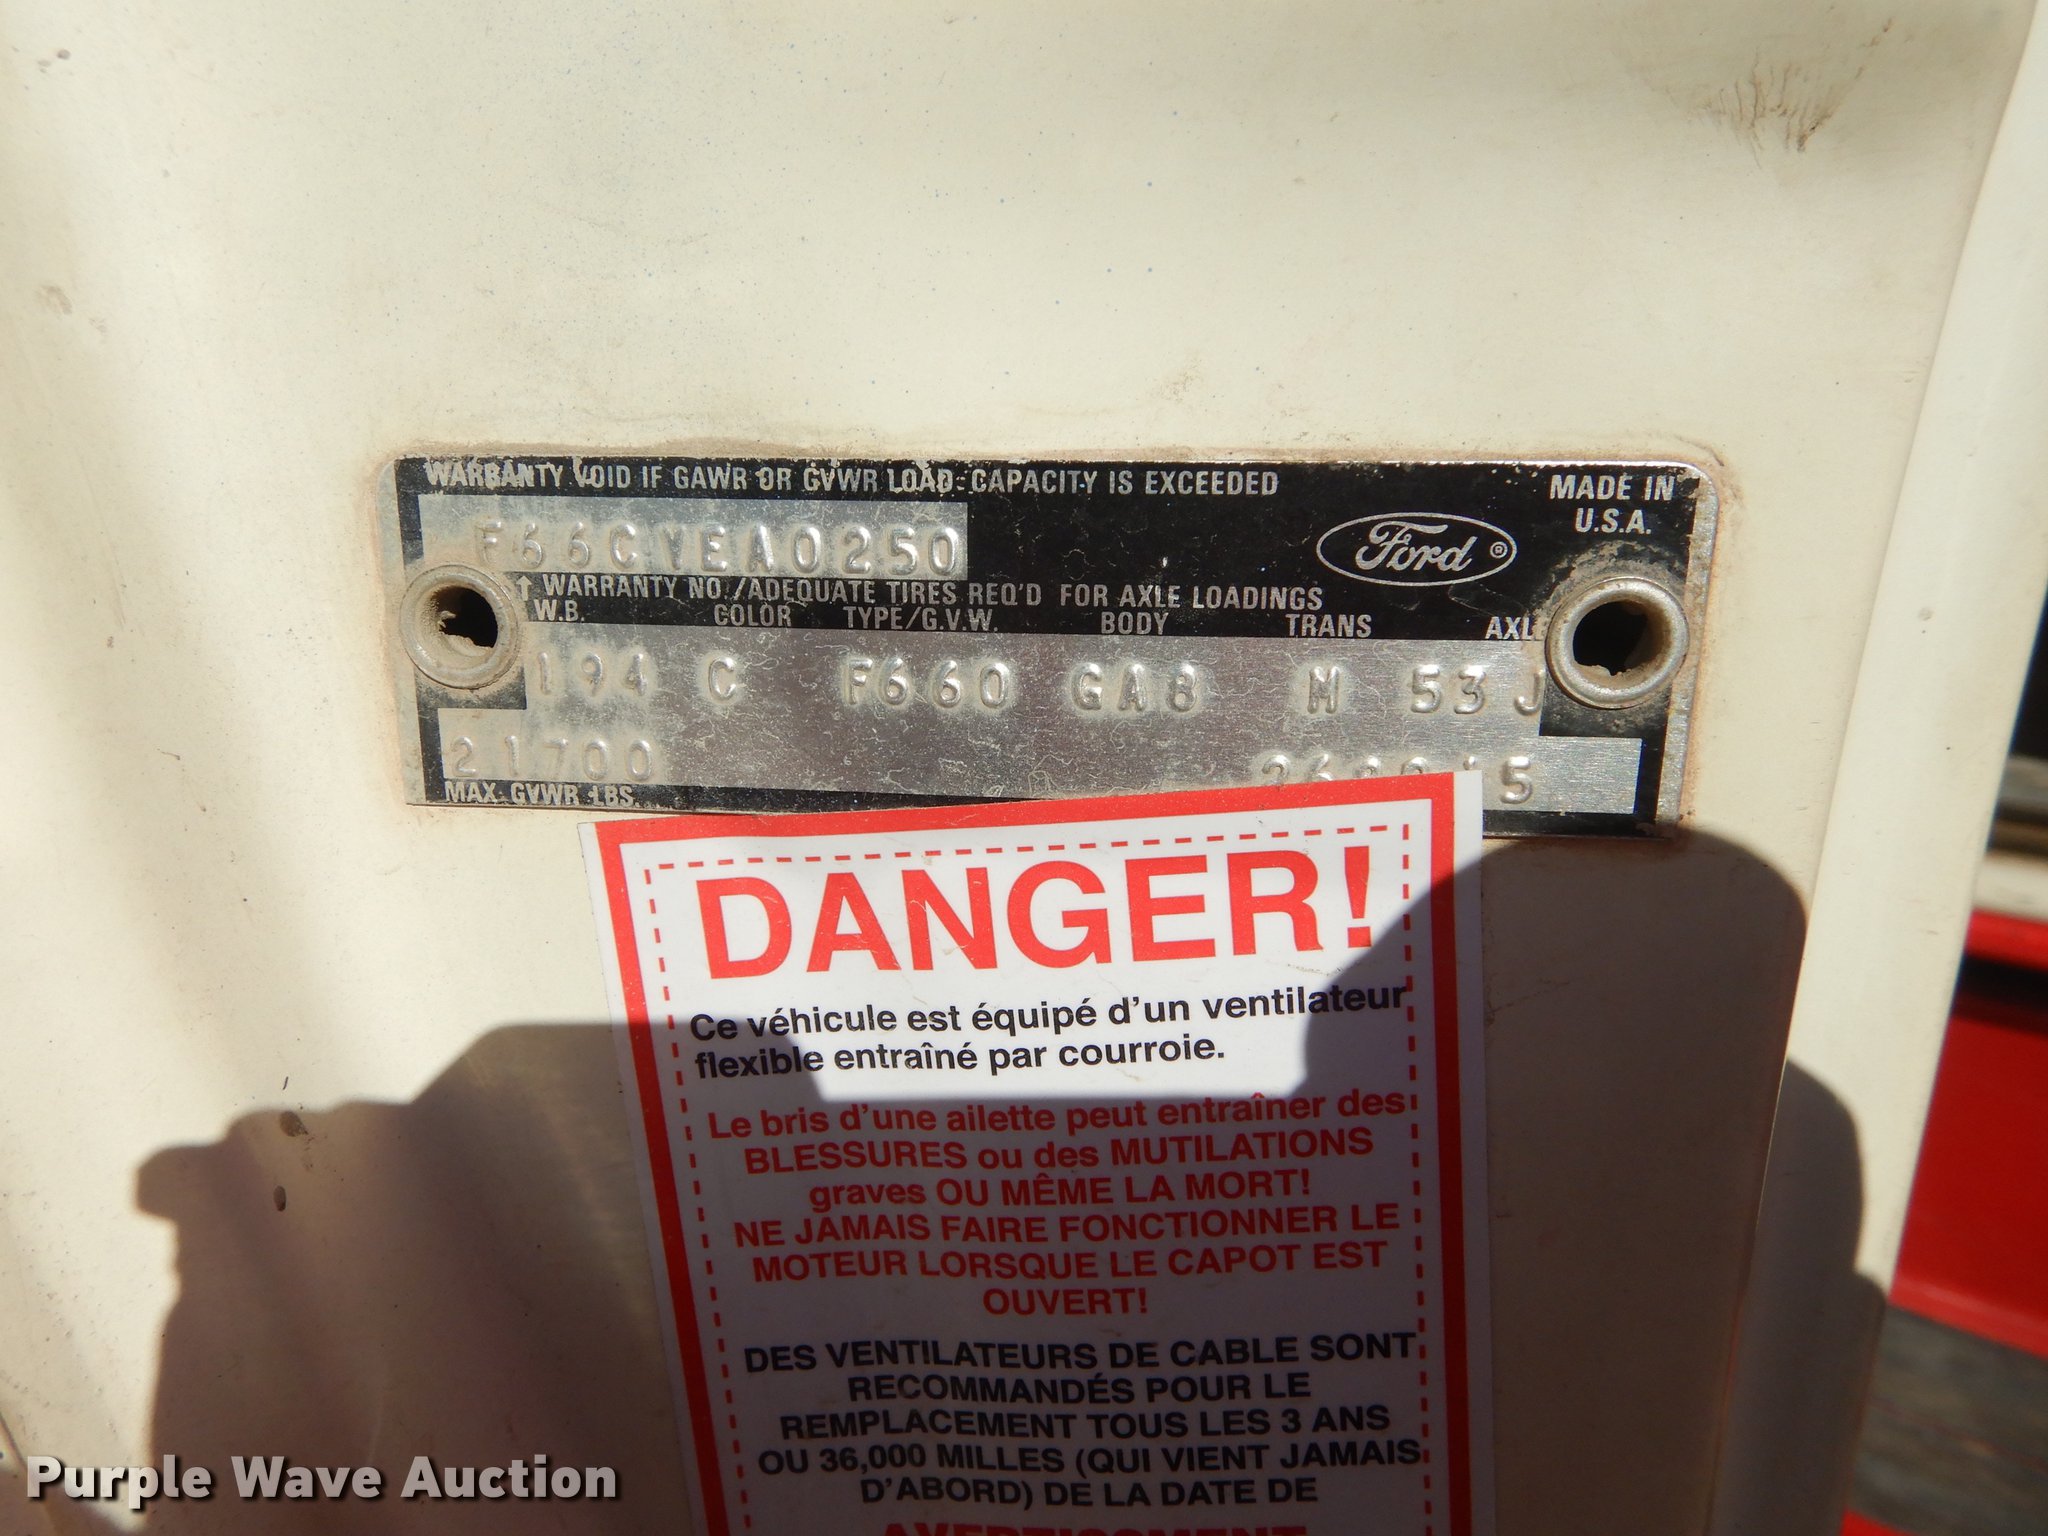 WARRANTY VOID IF GAWR OR GVWR LOAD CAPACITY IS EXCEEDED
MADE IN
U.S.A.
F66CVEA0250
Ford ®
↑ WARRANTY NO./ADEQUATE TIRES REQ'D FOR AXLE LOADINGS
W.B. COLOR TYPE/G.V.W. BODY TRANS AXLE
194 C F660 GA8 M 53 J
21700
MAX. GVWR LBS.
DANGER!
Ce véhicule est équipé d'un ventilateur
flexible entraîné par courroie.
Le bris d'une ailette peut entraîner des
BLESSURES ou des MUTILATIONS
graves OU MÊME LA MORT!
NE JAMAIS FAIRE FONCTIONNER LE
MOTEUR LORSQUE LE CAPOT EST
OUVERT!
DES VENTILATEURS DE CABLE SONT
RECOMMANDÉS POUR LE
REMPLACEMENT TOUS LES 3 ANS
OU 36,000 MILLES (QUI VIENT JAMAIS
D'ABORD) DE LA DATE DE
AVERTISSEMENT
Purple Wave Auction